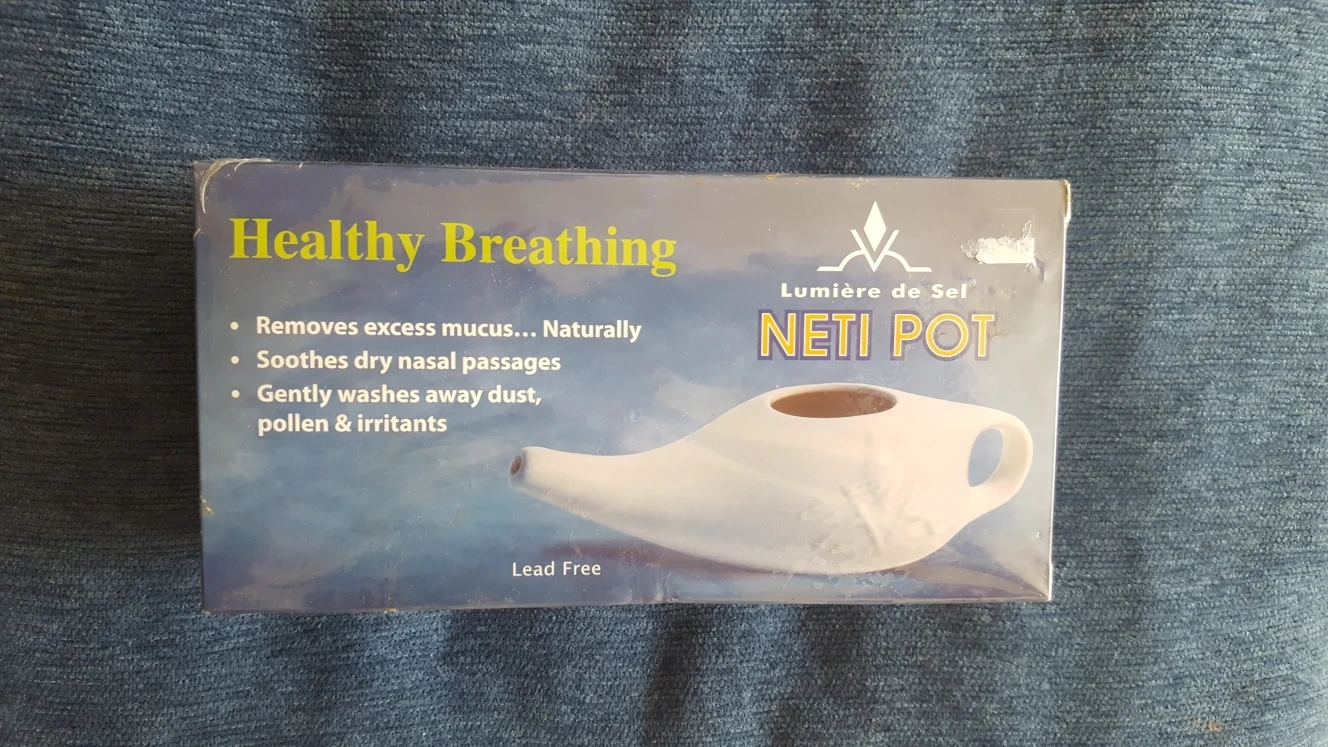 Healthy Breathing
• Removes excess mucus... Naturally
• Soothes dry nasal passages
• Gently washes away dust,
pollen & irritants
Lumière de Sel®
NETI POT
Lead Free